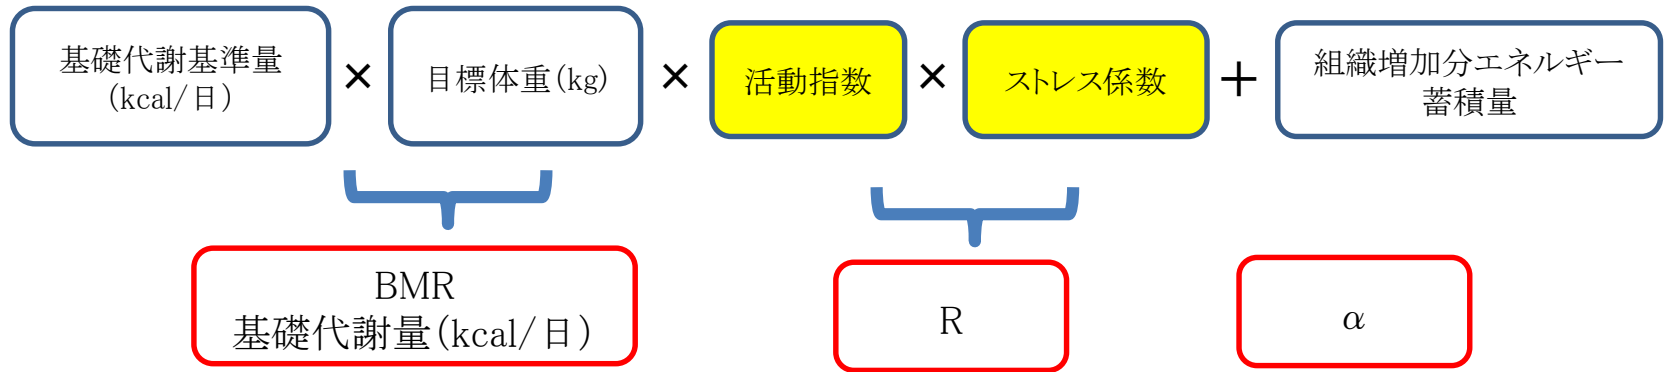 基礎代謝基準量
(kcal/日)
×
目標体重(kg)
×
活動指数
×
ストレス係数
+
組織増加分エネルギー
蓄積量
BMR
基礎代謝量(kcal/日)
R
α